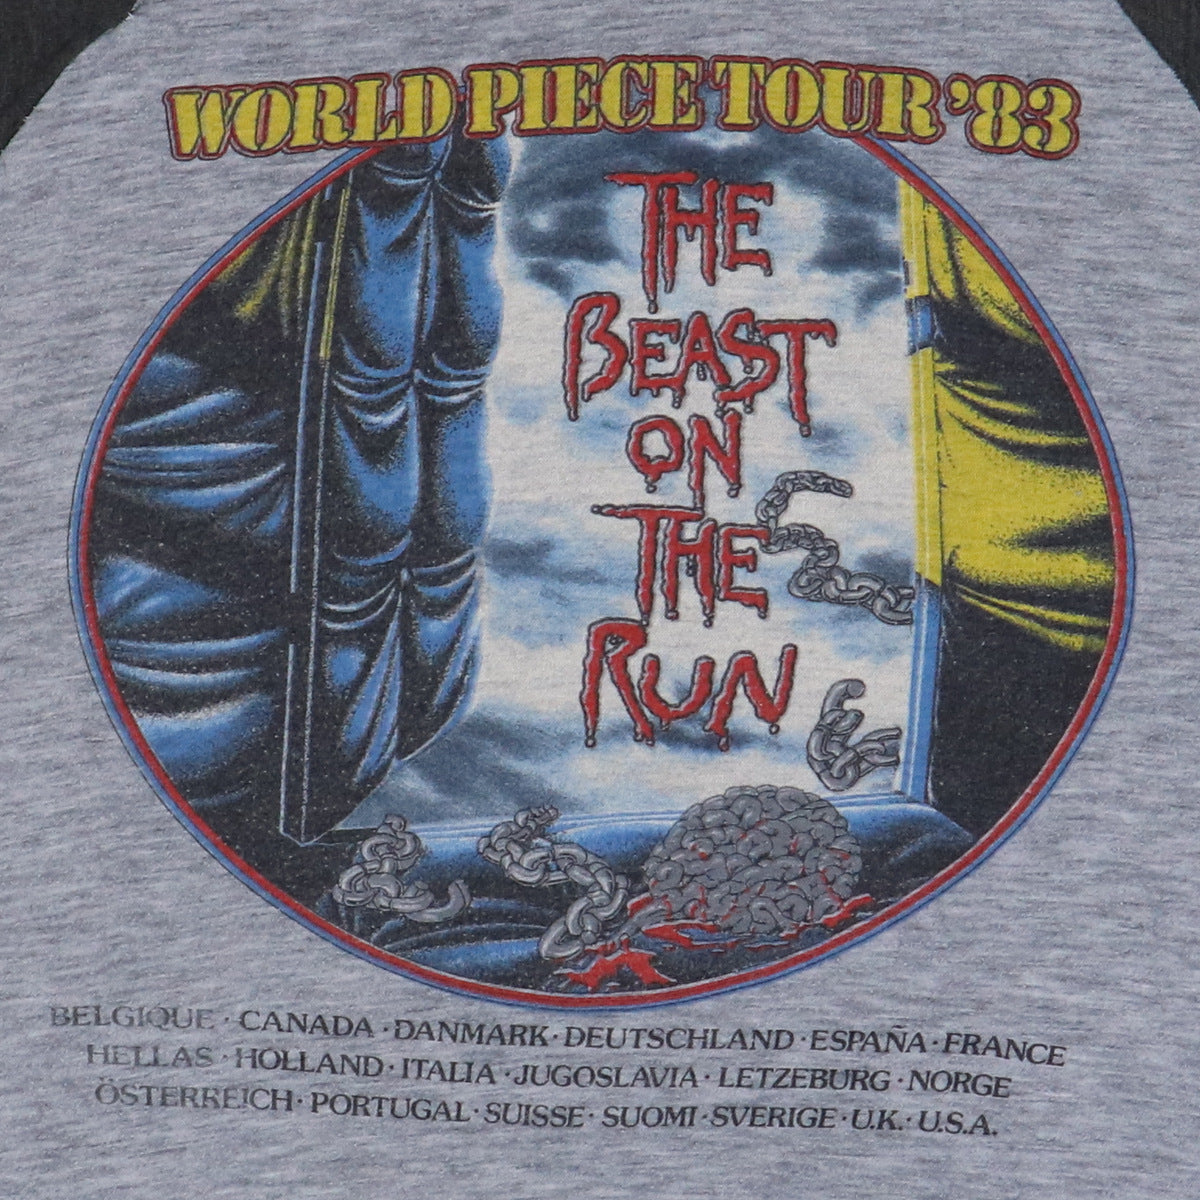 WORLD PIECE TOUR '83
THE
BEAST
ON
THE
RUN
BELGIQUE · CANADA · DANMARK · DEUTSCHLAND · ESPAÑA · FRANCE
HELLAS · HOLLAND · ITALIA · JUGOSLAVIA · LETZEBURG · NORGE
ÖSTERREICH · PORTUGAL · SUISSE · SUOMI · SVERIGE · U.K. · U.S.A.